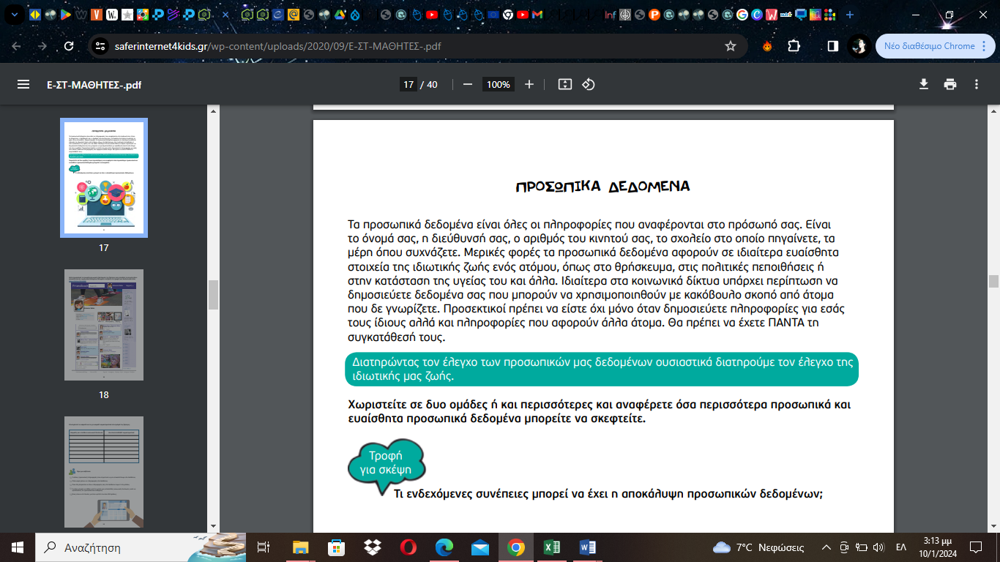 saferinternet4kids.gr/wp-content/uploads/2020/09/Ε-ΣΤ-ΜΑΘΗΤΕΣ-.pdf
Νέο διαθέσιμο Chrome
Ε-ΣΤ-ΜΑΘΗΤΕΣ-.pdf
17 / 40
100%
17
18
ΠΡΟΣΩΠΙΚΑ ΔΕΔΟΜΕΝΑ
Τα προσωπικά δεδομένα είναι όλες οι πληροφορίες που αναφέρονται στο πρόσωπό σας. Είναι
το όνομά σας, η διεύθυνσή σας, ο αριθμός του κινητού σας, το σχολείο στο οποίο πηγαίνετε, τα
μέρη όπου συχνάζετε. Μερικές φορές τα προσωπικά δεδομένα αφορούν σε ιδιαίτερα ευαίσθητα
στοιχεία της ιδιωτικής ζωής ενός ατόμου, όπως στο θρήσκευμα, στις πολιτικές πεποιθήσεις ή
στην κατάσταση της υγείας του και άλλα. Ιδιαίτερα στα κοινωνικά δίκτυα υπάρχει περίπτωση να
δημοσιεύετε δεδομένα σας που μπορούν να χρησιμοποιηθούν με κακόβουλο σκοπό από άτομα
που δε γνωρίζετε. Προσεκτικοί πρέπει να είστε όχι μόνο όταν δημοσιεύετε πληροφορίες για εσάς
τους ίδιους αλλά και πληροφορίες που αφορούν άλλα άτομα. Θα πρέπει να έχετε ΠΑΝΤΑ τη
συγκατάθεσή τους.
Διατηρώντας τον έλεγχο των προσωπικών μας δεδομένων ουσιαστικά διατηρούμε τον έλεγχο της
ιδιωτικής μας ζωής.
Χωριστείτε σε δυο ομάδες ή και περισσότερες και αναφέρετε όσα περισσότερα προσωπικά και
ευαίσθητα προσωπικά δεδομένα μπορείτε να σκεφτείτε.
Τροφή
για σκέψη
Τι ενδεχόμενες συνέπειες μπορεί να έχει η αποκάλυψη προσωπικών δεδομένων;
Αναζήτηση
7°C Νεφώσεις
ΕΛ
3:13 μμ
10/1/2024